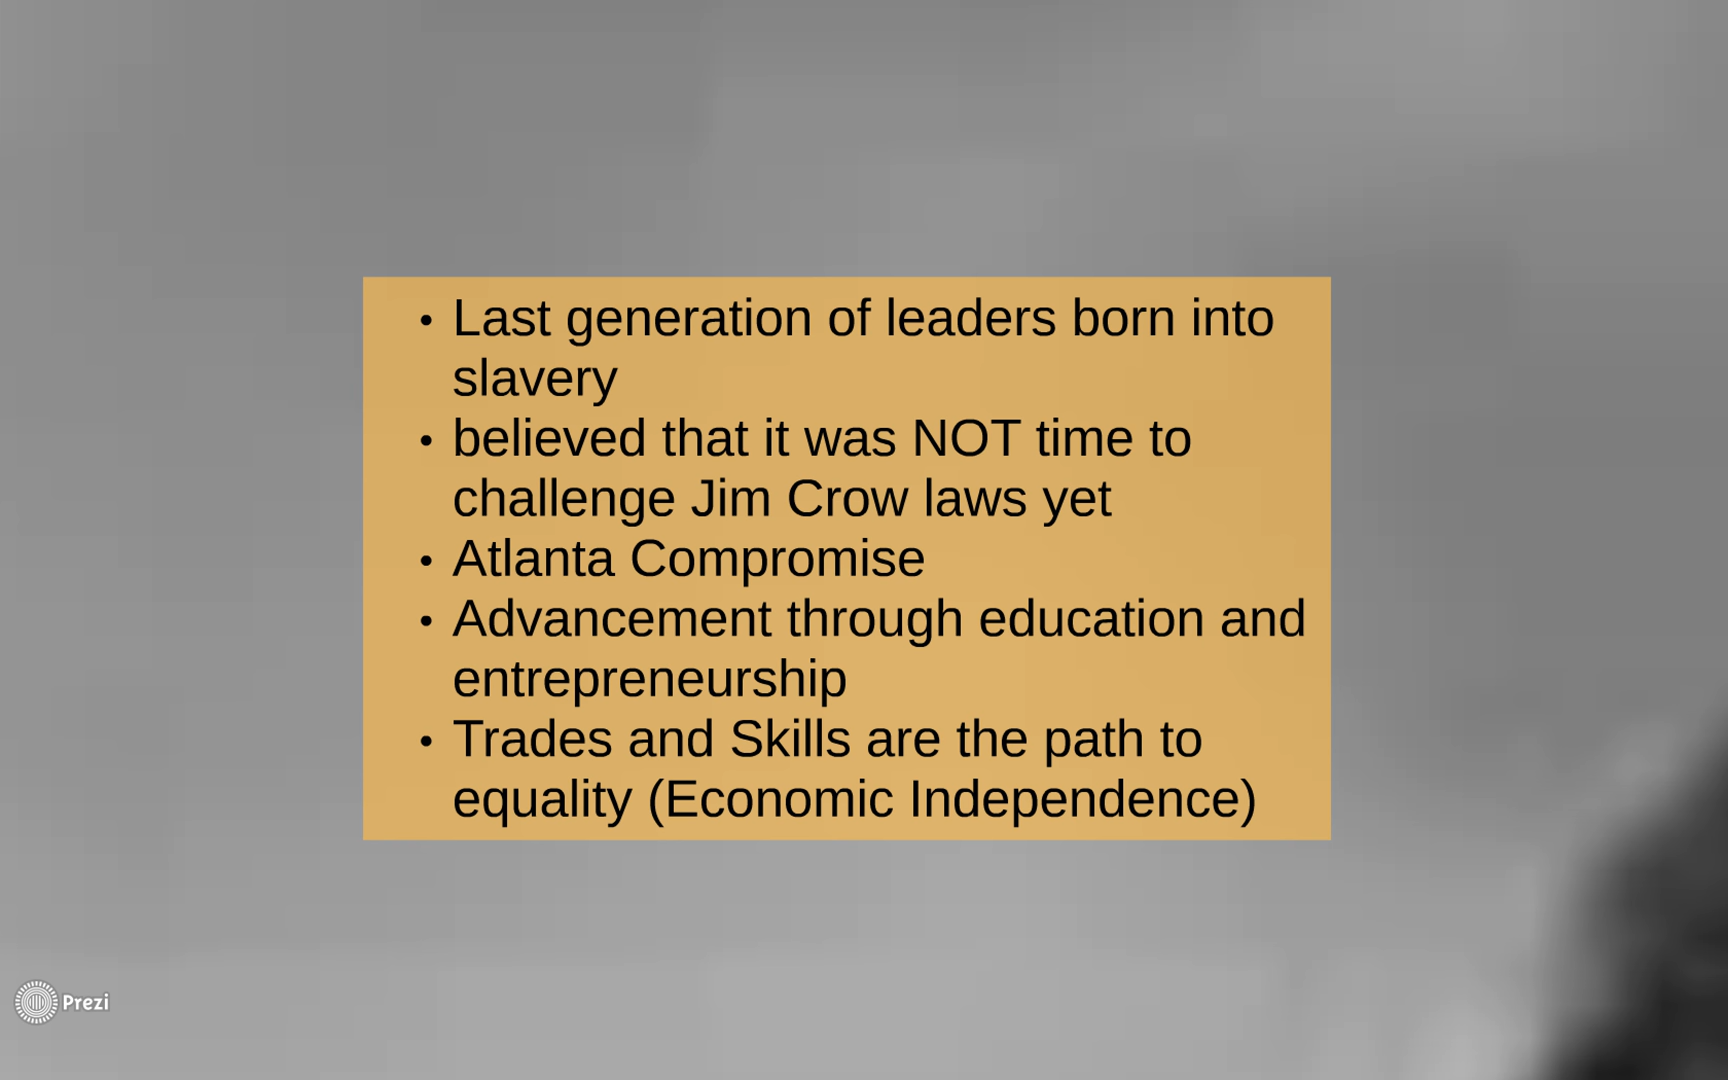 • Last generation of leaders born into
slavery
• believed that it was NOT time to
challenge Jim Crow laws yet
• Atlanta Compromise
• Advancement through education and
entrepreneurship
• Trades and Skills are the path to
equality (Economic Independence)
Prezi